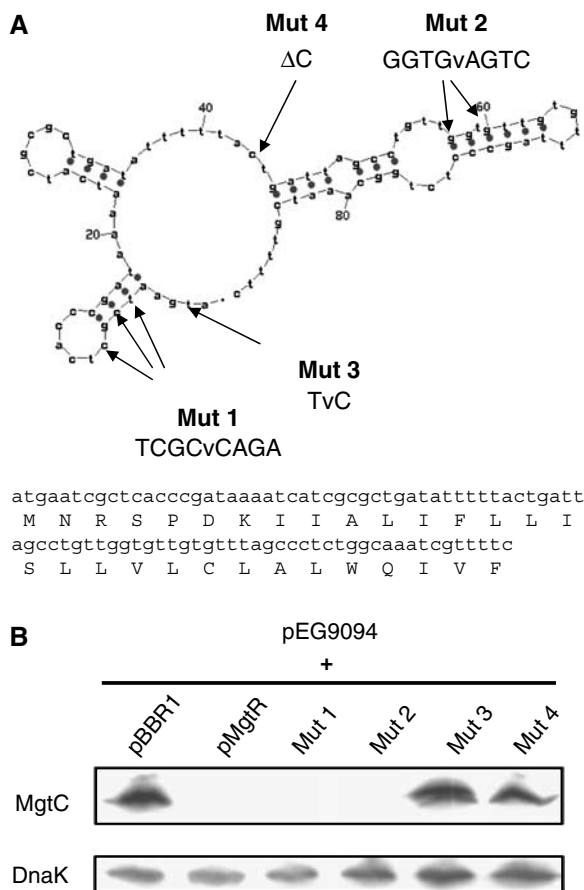 A
Mut 4
ΔC
Mut 2
GGTGvAGTC
40
60
20
80
Mut 3
TvC
Mut 1
TCGCvCAGA
atgaatcgctcacccgataaaatcatcgcgctgatatttttactgatt
M N R S P D K I I A L I F L L I
agcctgttggtgttgtgtttagccctctggcaaatcgttttc
S L L V L C L A L W Q I V F
B
pEG9094
+
pBBR1
pMgtR
Mut 1
Mut 2
Mut 3
Mut 4
MgtC
DnaK